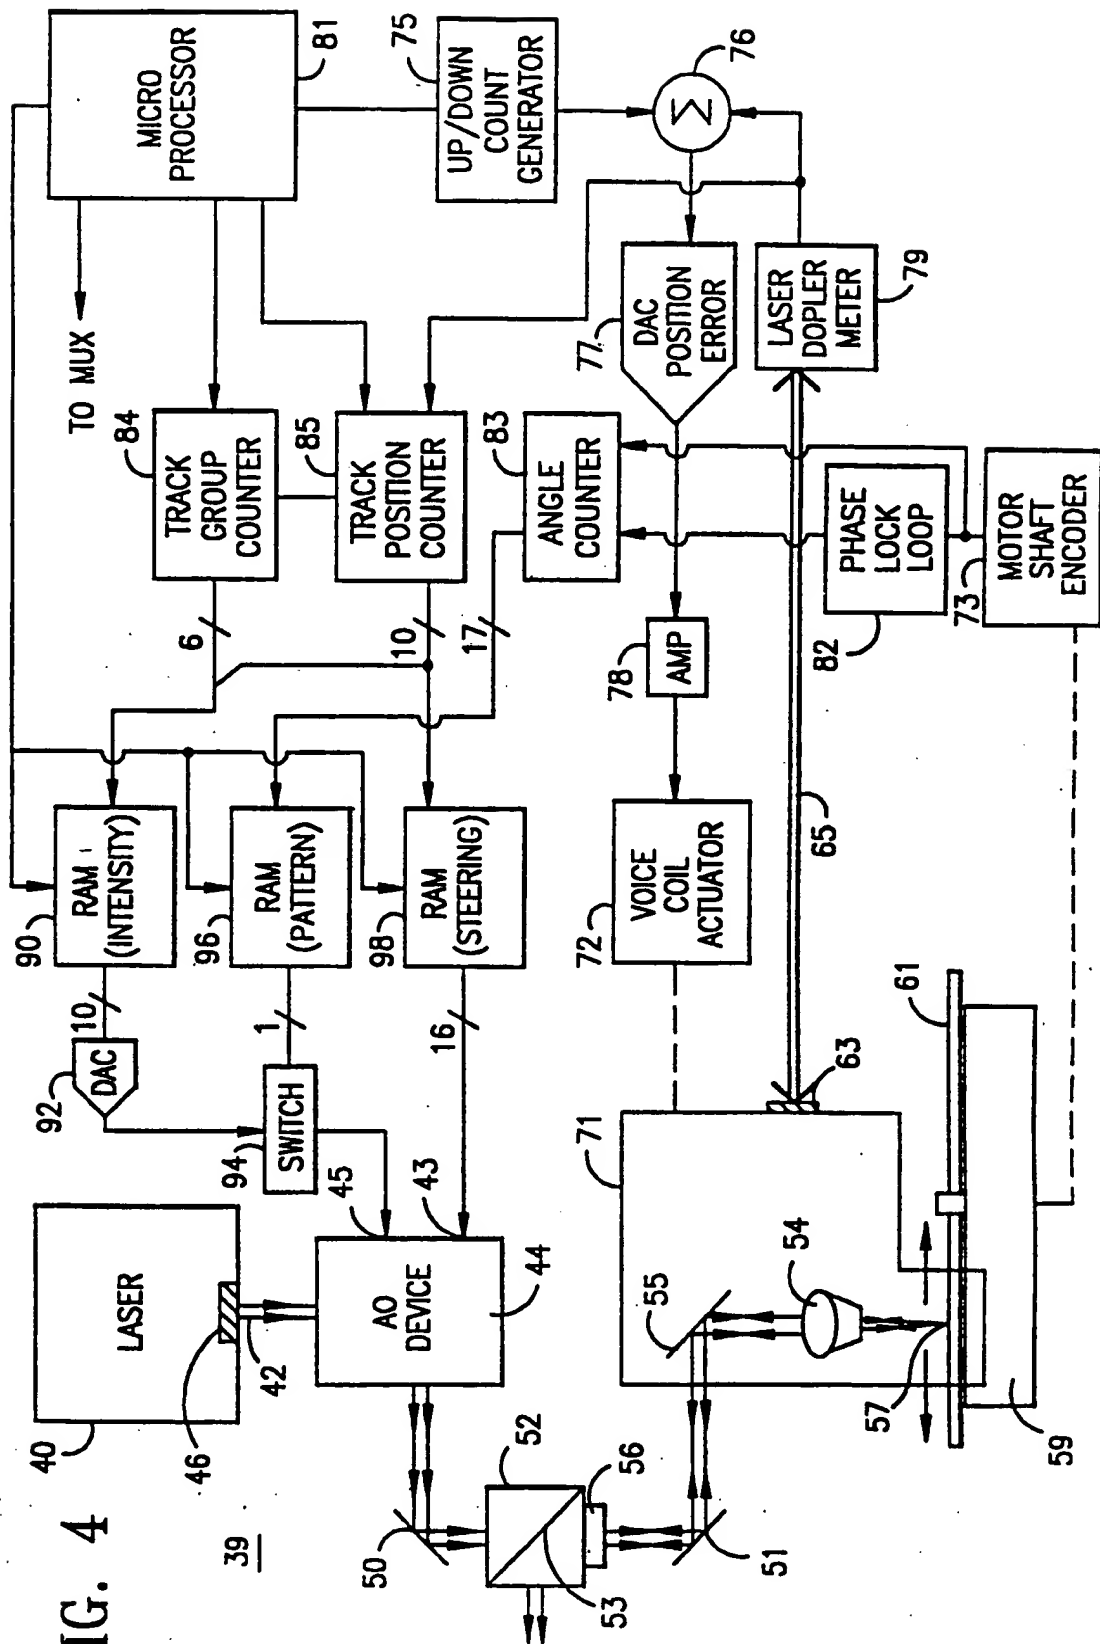 IG. 4
39
LASER
40
46
42
AO
DEVICE
44
45
43
50
52
53
56
51
DAC
92
10
SWITCH
94
1
16
RAM
(INTENSITY)
90
RAM
(PATTERN)
96
RAM
(STEERING)
98
6
10
17
TRACK
GROUP
COUNTER
84
TRACK
POSITION
COUNTER
85
ANGLE
COUNTER
83
TO MUX
MICRO
PROCESSOR
81
UP/DOWN
COUNT
GENERATOR
75
Σ
76
DAC
POSITION
ERROR
77
LASER
DOPLER
METER
79
AMP
78
VOICE
COIL
ACTUATOR
72
PHASE
LOCK
LOOP
82
MOTOR
SHAFT
ENCODER
73
65
63
71
55
54
57
61
59